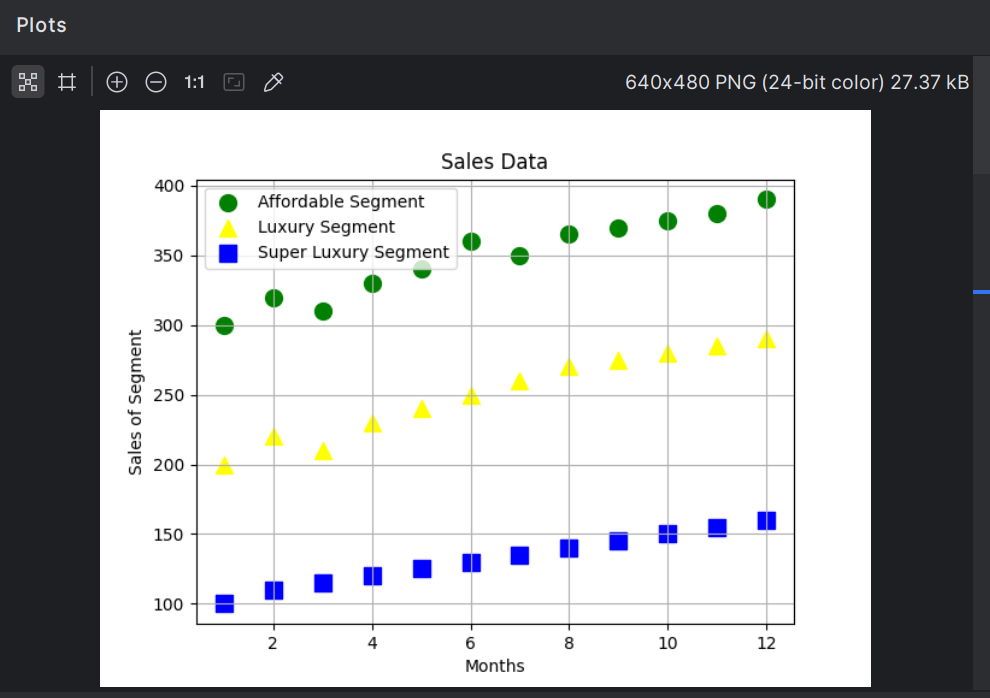 Plots
1:1
640x480 PNG (24-bit color) 27.37 kB
Sales Data
Affordable Segment
Luxury Segment
Super Luxury Segment
Sales of Segment
400
350
300
250
200
150
100
2 4 6 8 10 12
Months